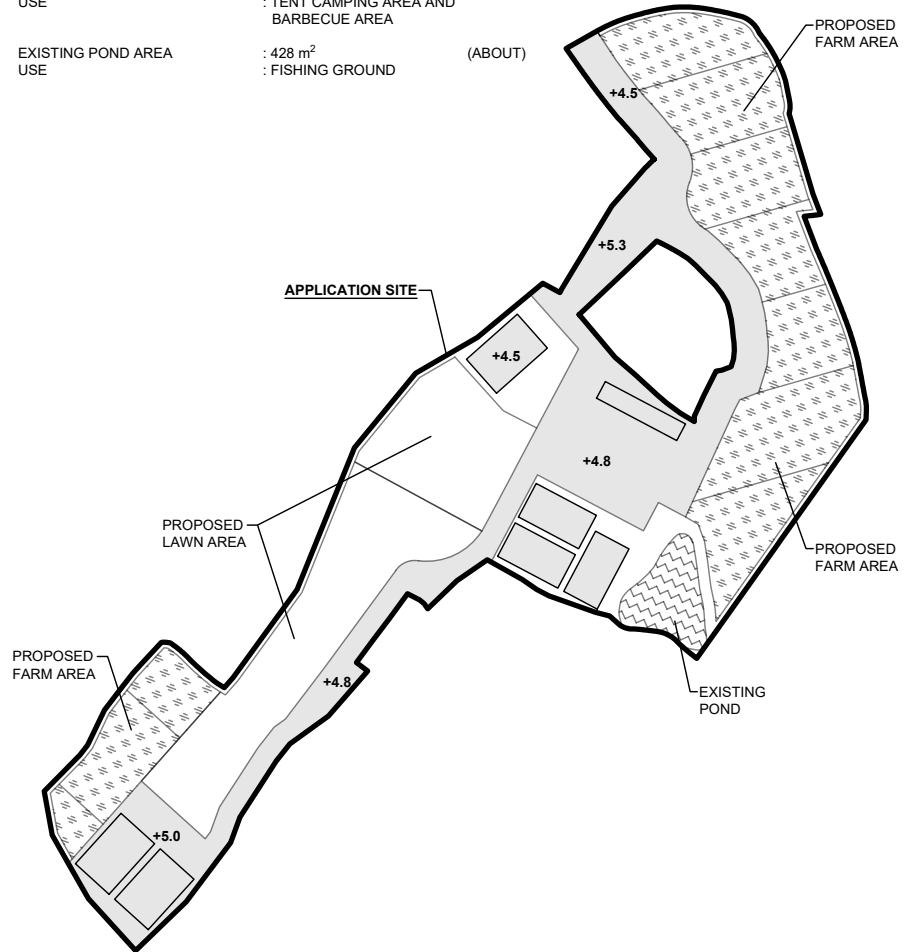 USE : TENT CAMPING AREA AND
BARBECUE AREA
EXISTING POND AREA : 428 m² (ABOUT)
USE : FISHING GROUND
PROPOSED
FARM AREA
+4.5
+5.3
APPLICATION SITE
+4.5
+4.8
PROPOSED
LAWN AREA
PROPOSED
FARM AREA
PROPOSED
FARM AREA
+4.8
EXISTING
POND
+5.0